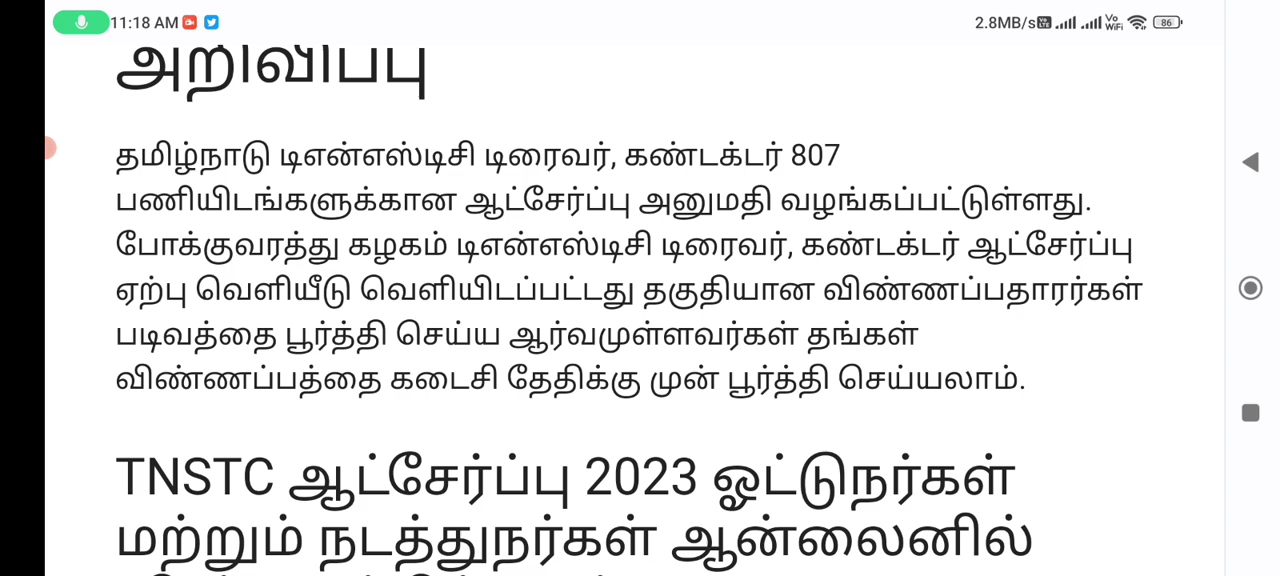 11:18 AM
2.8MB/s
Vo WiFi
86
அறிவிப்பு
தமிழ்நாடு டிஎன்எஸ்டிசி டிரைவர், கண்டக்டர் 807
பணியிடங்களுக்கான ஆட்சேர்ப்பு அனுமதி வழங்கப்பட்டுள்ளது.
போக்குவரத்து கழகம் டிஎன்எஸ்டிசி டிரைவர், கண்டக்டர் ஆட்சேர்ப்பு
ஏற்பு வெளியீடு வெளியிடப்பட்டது தகுதியான விண்ணப்பதாரர்கள்
படிவத்தை பூர்த்தி செய்ய ஆர்வமுள்ளவர்கள் தங்கள்
விண்ணப்பத்தை கடைசி தேதிக்கு முன் பூர்த்தி செய்யலாம்.
TNSTC ஆட்சேர்ப்பு 2023 ஓட்டுநர்கள்
மற்றும் நடத்துநர்கள் ஆன்லைனில்